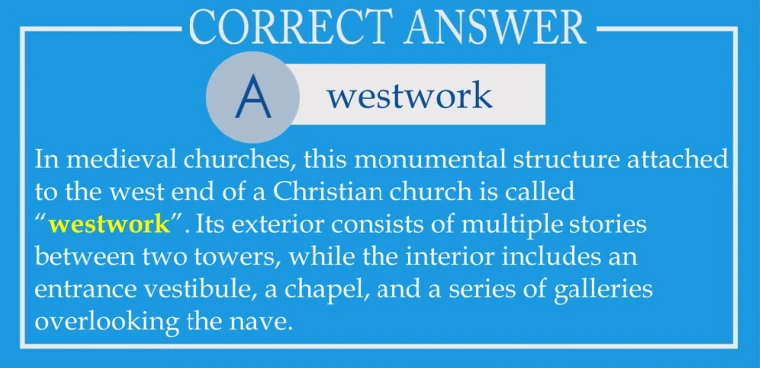 CORRECT ANSWER
A westwork
In medieval churches, this monumental structure attached
to the west end of a Christian church is called
“westwork”. Its exterior consists of multiple stories
between two towers, while the interior includes an
entrance vestibule, a chapel, and a series of galleries
overlooking the nave.